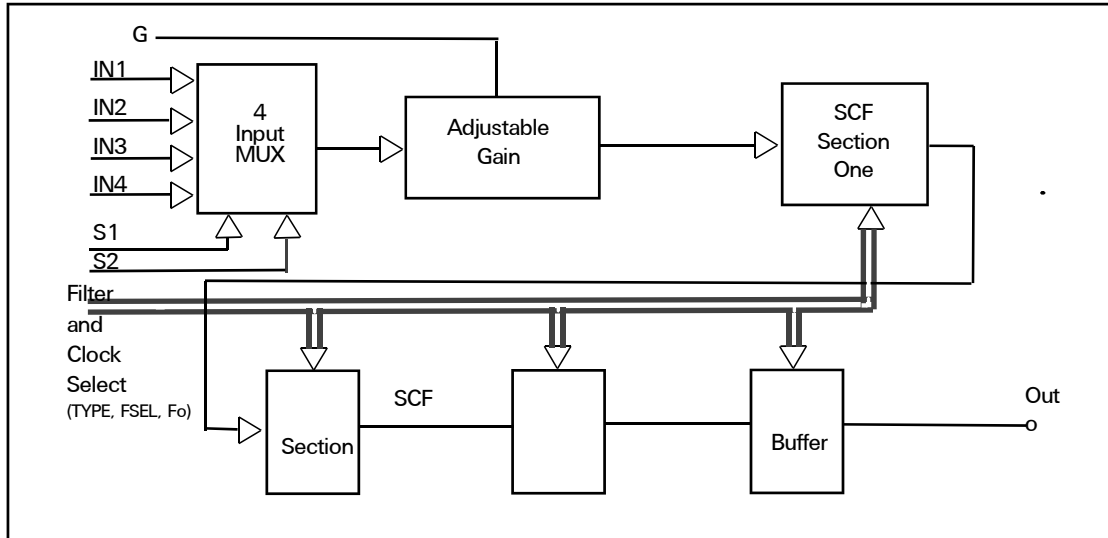 G
IN1
IN2
IN3
IN4
S1
S2
4
Input
MUX
Adjustable
Gain
SCF
Section
One
Filter
and
Clock
Select
(TYPE, FSEL, Fo)
Section
SCF
Buffer
Out